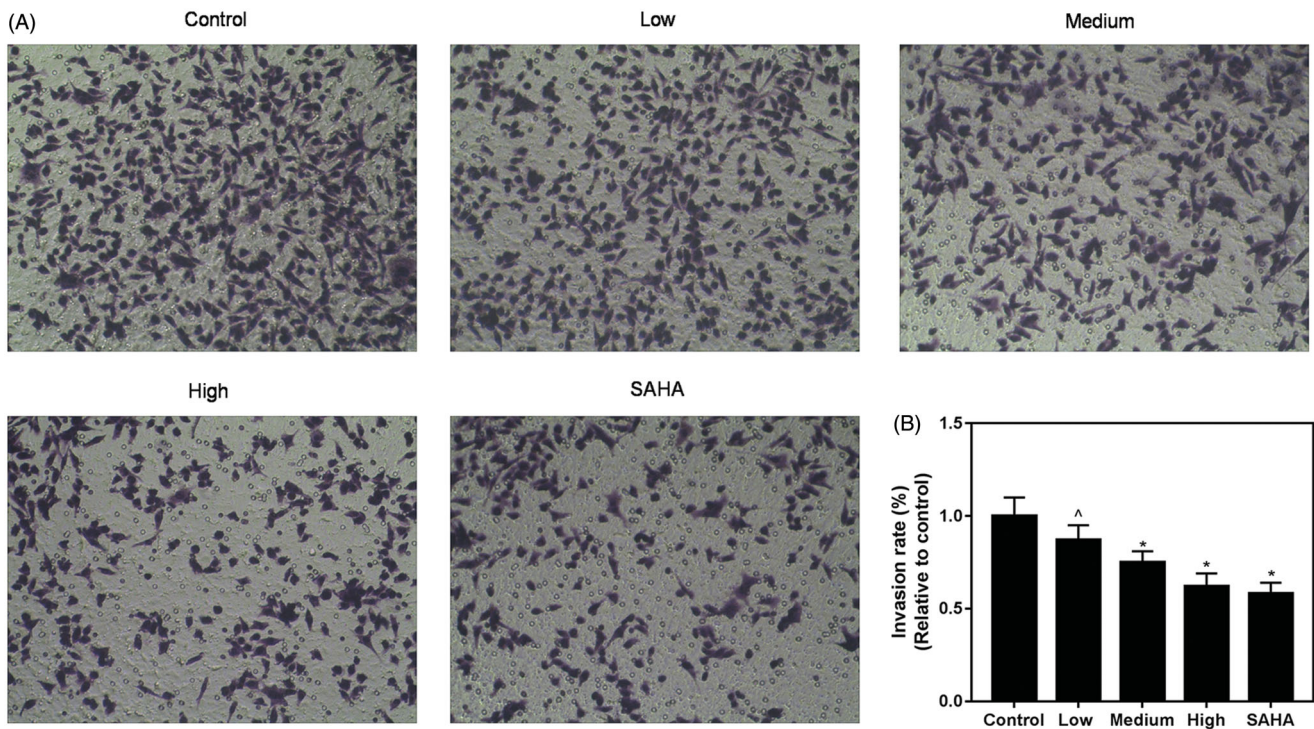 (A)
Control
Low
Medium
High
SAHA
(B)
Invasion rate (%)
(Relative to control)
1.5
1.0
0.5
0.0
^
*
*
*
Control Low Medium High SAHA